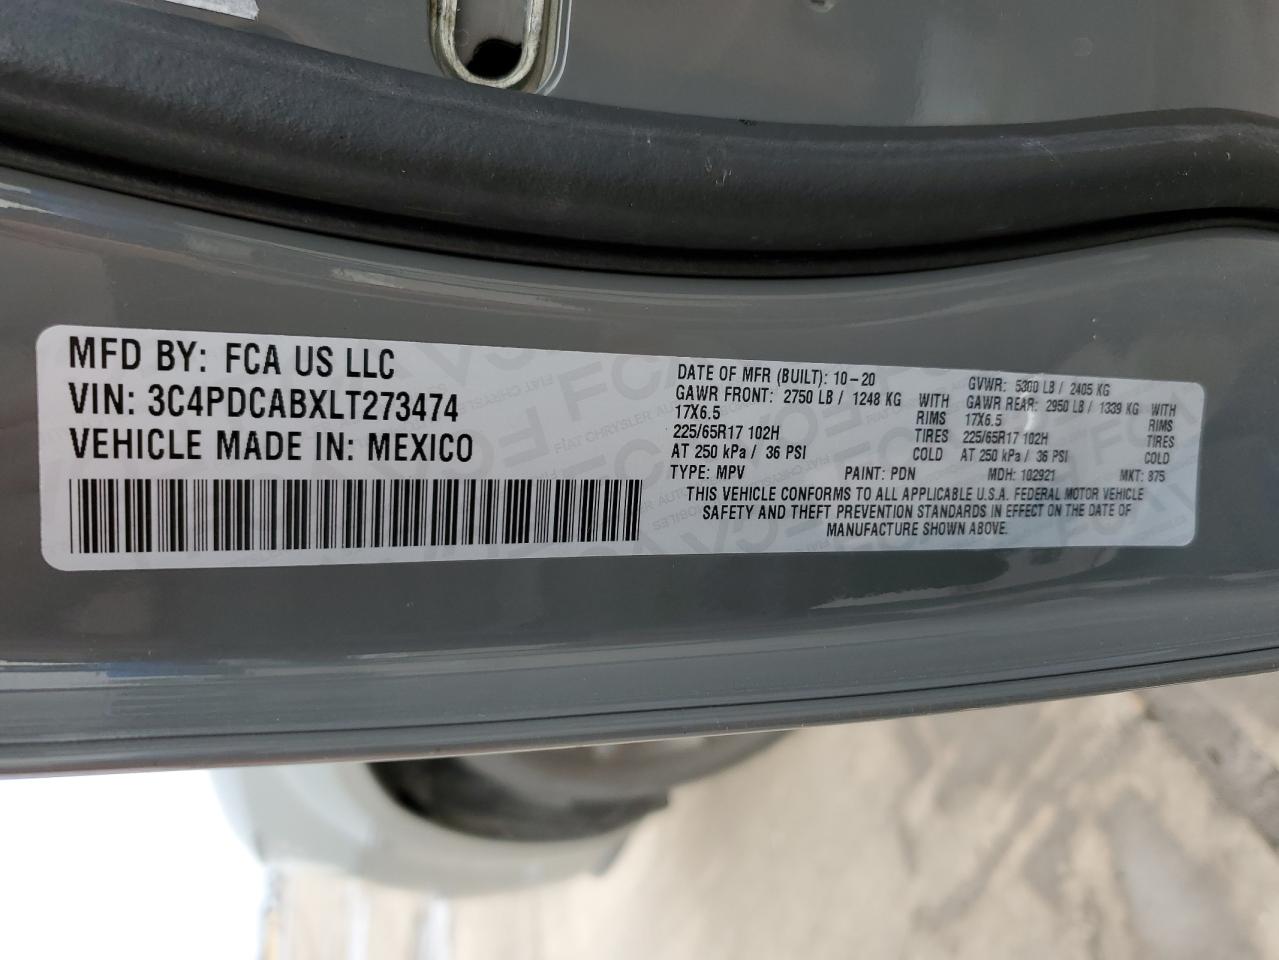 MFD BY: FCA US LLC
VIN: 3C4PDCABXLT273474
VEHICLE MADE IN: MEXICO
DATE OF MFR (BUILT): 10-20 GVWR: 5300 LB / 2405 KG
GAWR FRONT: 2750 LB / 1248 KG WITH GAWR REAR: 2950 LB / 1339 KG WITH
17X6.5 RIMS 17X6.5 RIMS
225/65R17 102H TIRES 225/65R17 102H TIRES
AT 250 kPa / 36 PSI COLD AT 250 kPa / 36 PSI COLD
TYPE: MPV PAINT: PDN MDH: 102921 MKT: 875
THIS VEHICLE CONFORMS TO ALL APPLICABLE U.S.A. FEDERAL MOTOR VEHICLE
SAFETY AND THEFT PREVENTION STANDARDS IN EFFECT ON THE DATE OF
MANUFACTURE SHOWN ABOVE.